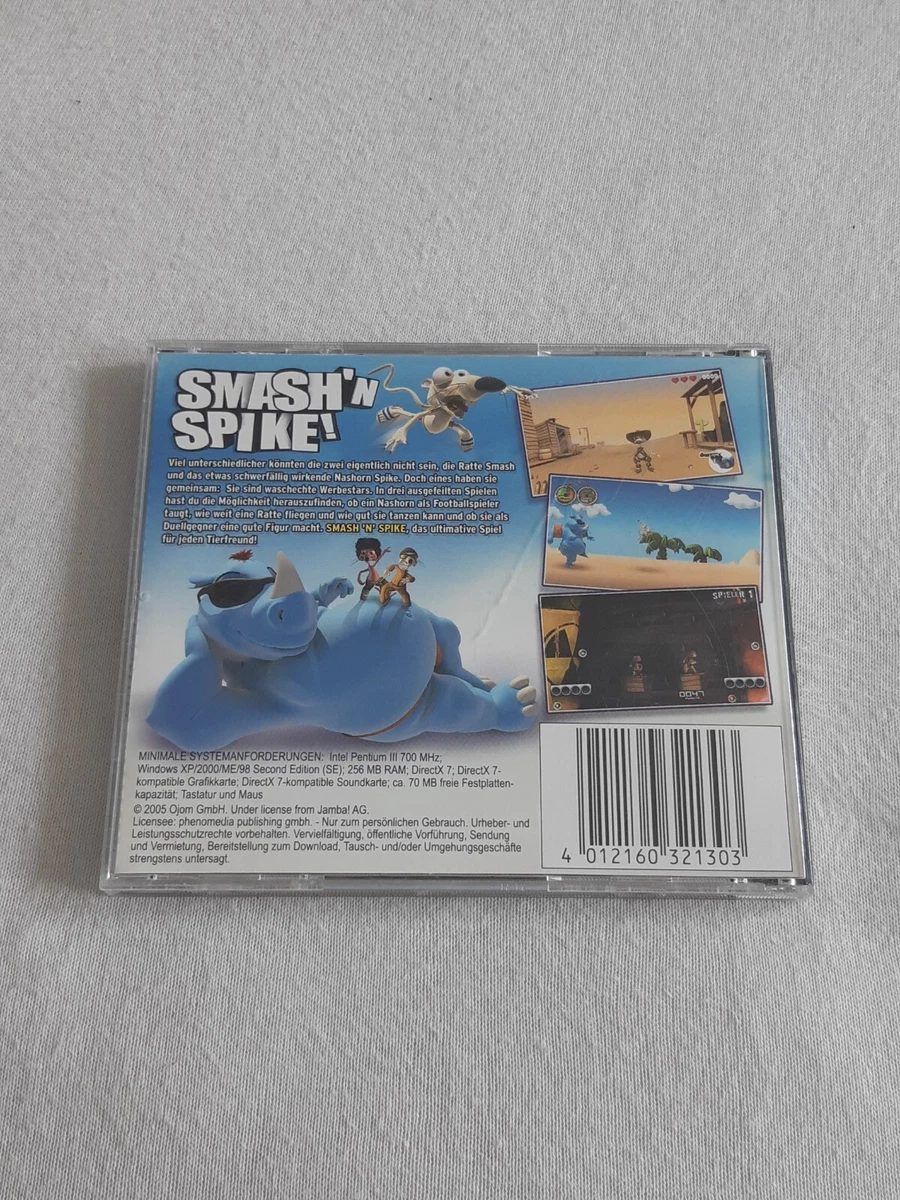 SMASH'N
SPIKE!
Viel unterschiedlicher könnten die zwei eigentlich nicht sein, die Ratte Smash
und das etwas schwerfällig wirkende Nashorn Spike. Doch eines haben sie
gemeinsam: Sie sind waschechte Werbestars. In drei ausgefeilten Spielen
hast du die Möglichkeit herauszufinden, ob ein Nashorn als Footballspieler
taugt, wie weit eine Ratte fliegen und wie gut sie tanzen kann und ob sie als
Duellgegner eine gute Figur macht. SMASH 'N' SPIKE, das ultimative Spiel
für jeden Tierfreund!
SPIELER 1
0047
MINIMALE SYSTEMANFORDERUNGEN: Intel Pentium III 700 MHz;
Windows XP/2000/ME/98 Second Edition (SE); 256 MB RAM; DirectX 7; DirectX 7-
kompatible Grafikkarte; DirectX 7-kompatible Soundkarte; ca. 70 MB freie Festplatten-
kapazität; Tastatur und Maus
© 2005 Ojom GmbH. Under license from Jamba! AG.
Licensee: phenomedia publishing gmbh. - Nur zum persönlichen Gebrauch. Urheber- und
Leistungsschutzrechte vorbehalten. Vervielfältigung, öffentliche Vorführung, Sendung
und Vermietung, Bereitstellung zum Download, Tausch- und/oder Umgehungsgeschäfte
strengstens untersagt.
4 012160 321303